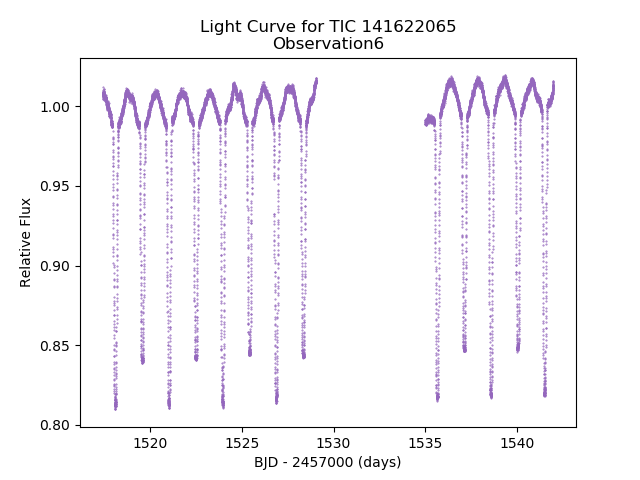 Light Curve for TIC 141622065
Observation6
1.00
0.95
0.90
0.85
0.80
Relative Flux
1520
1525
1530
1535
1540
BJD - 2457000 (days)